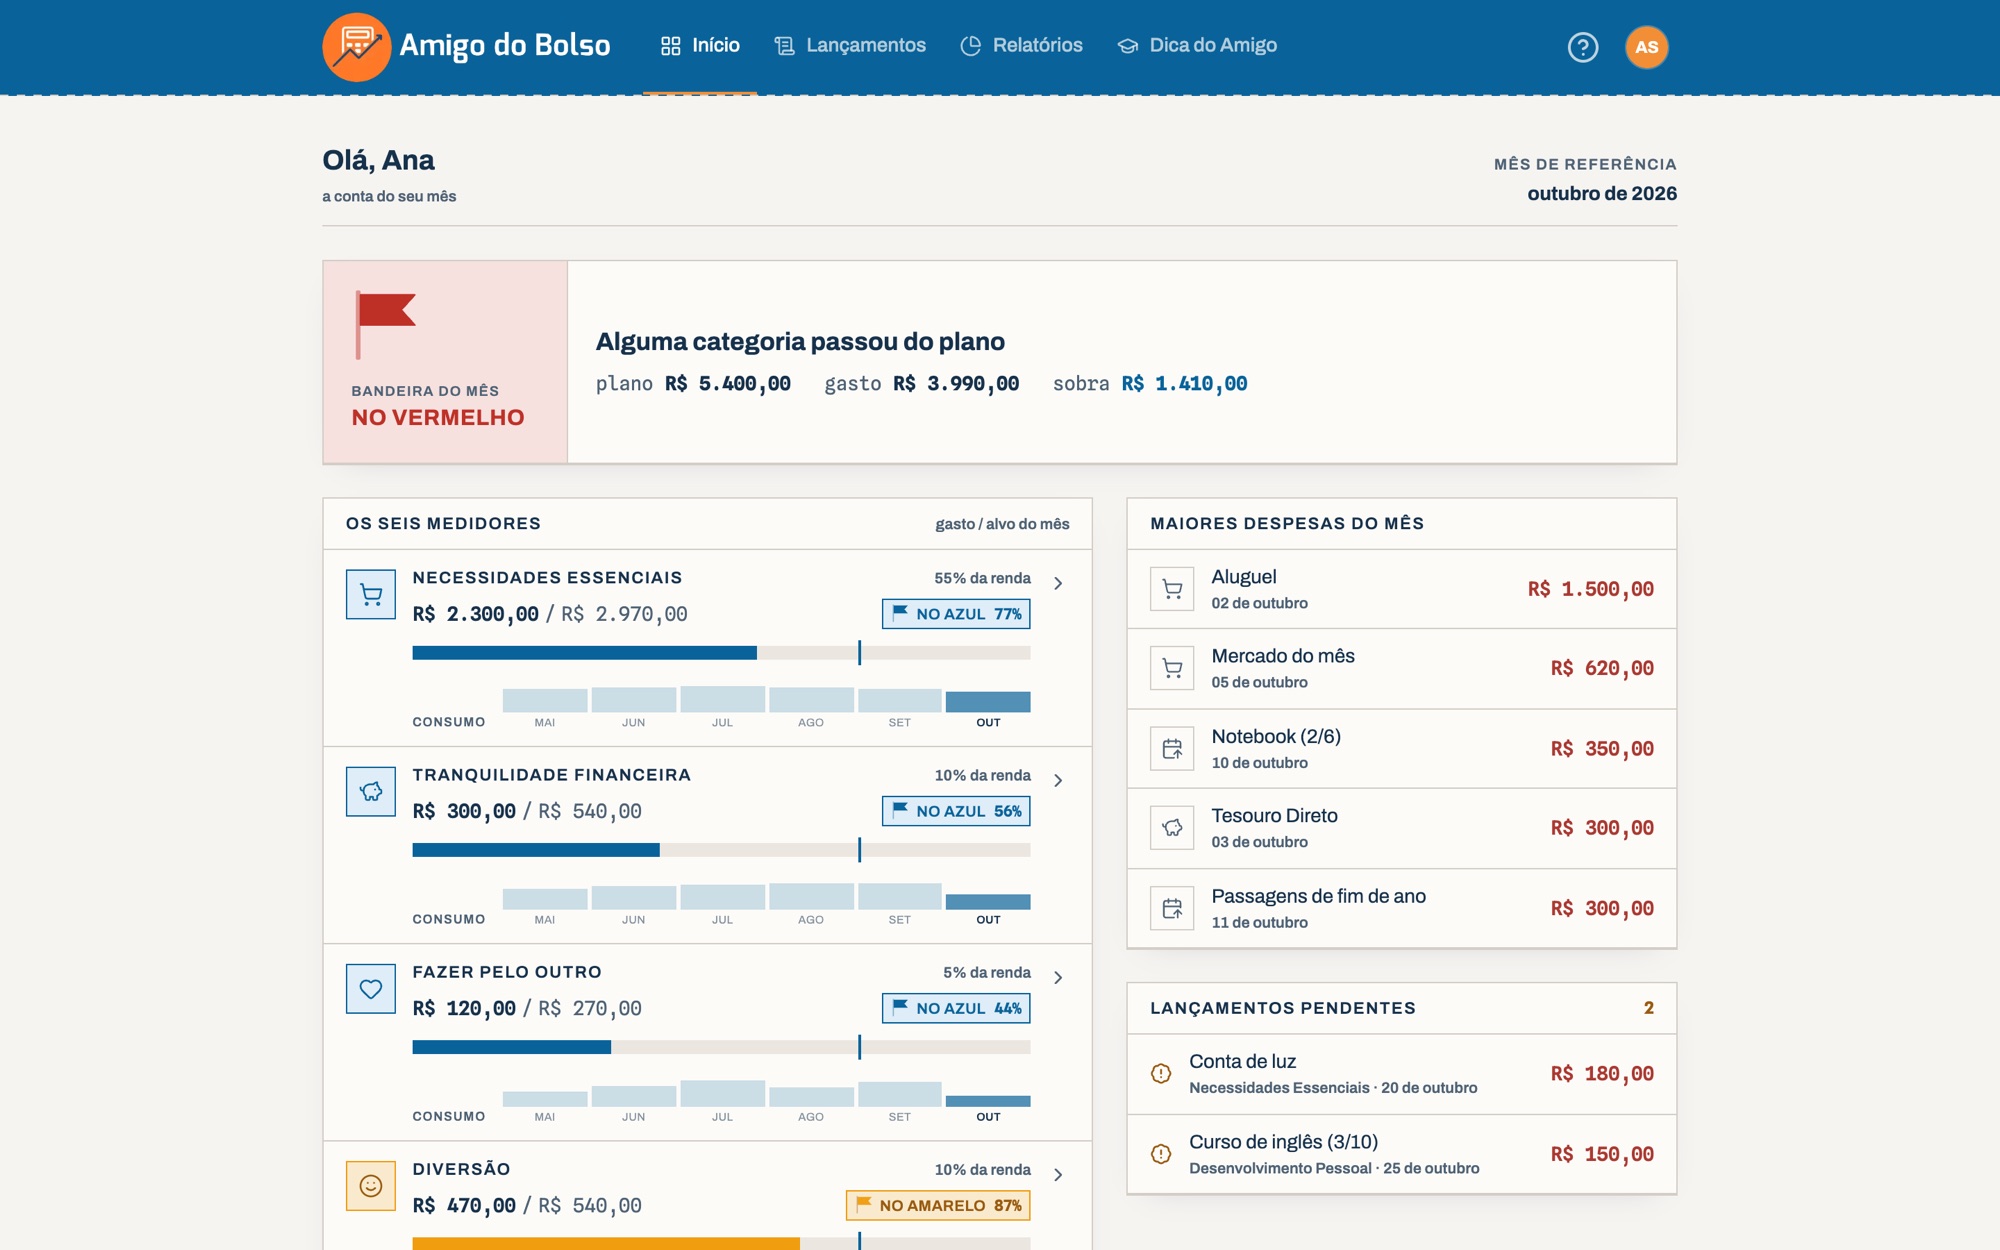 Amigo do Bolso
Início
Lançamentos
Relatórios
Dica do Amigo
?
AS
Olá, Ana
a conta do seu mês
MÊS DE REFERÊNCIA
outubro de 2026
BANDEIRA DO MÊS
NO VERMELHO
Alguma categoria passou do plano
plano R$ 5.400,00 gasto R$ 3.990,00 sobra R$ 1.410,00
OS SEIS MEDIDORES
gasto / alvo do mês
NECESSIDADES ESSENCIAIS
55% da renda
R$ 2.300,00 / R$ 2.970,00
NO AZUL 77%
CONSUMO MAI JUN JUL AGO SET OUT
TRANQUILIDADE FINANCEIRA
10% da renda
R$ 300,00 / R$ 540,00
NO AZUL 56%
CONSUMO MAI JUN JUL AGO SET OUT
FAZER PELO OUTRO
5% da renda
R$ 120,00 / R$ 270,00
NO AZUL 44%
CONSUMO MAI JUN JUL AGO SET OUT
DIVERSÃO
10% da renda
R$ 470,00 / R$ 540,00
NO AMARELO 87%
MAIORES DESPESAS DO MÊS
Aluguel
02 de outubro
R$ 1.500,00
Mercado do mês
05 de outubro
R$ 620,00
Notebook (2/6)
10 de outubro
R$ 350,00
Tesouro Direto
03 de outubro
R$ 300,00
Passagens de fim de ano
11 de outubro
R$ 300,00
LANÇAMENTOS PENDENTES
2
Conta de luz
Necessidades Essenciais · 20 de outubro
R$ 180,00
Curso de inglês (3/10)
Desenvolvimento Pessoal · 25 de outubro
R$ 150,00